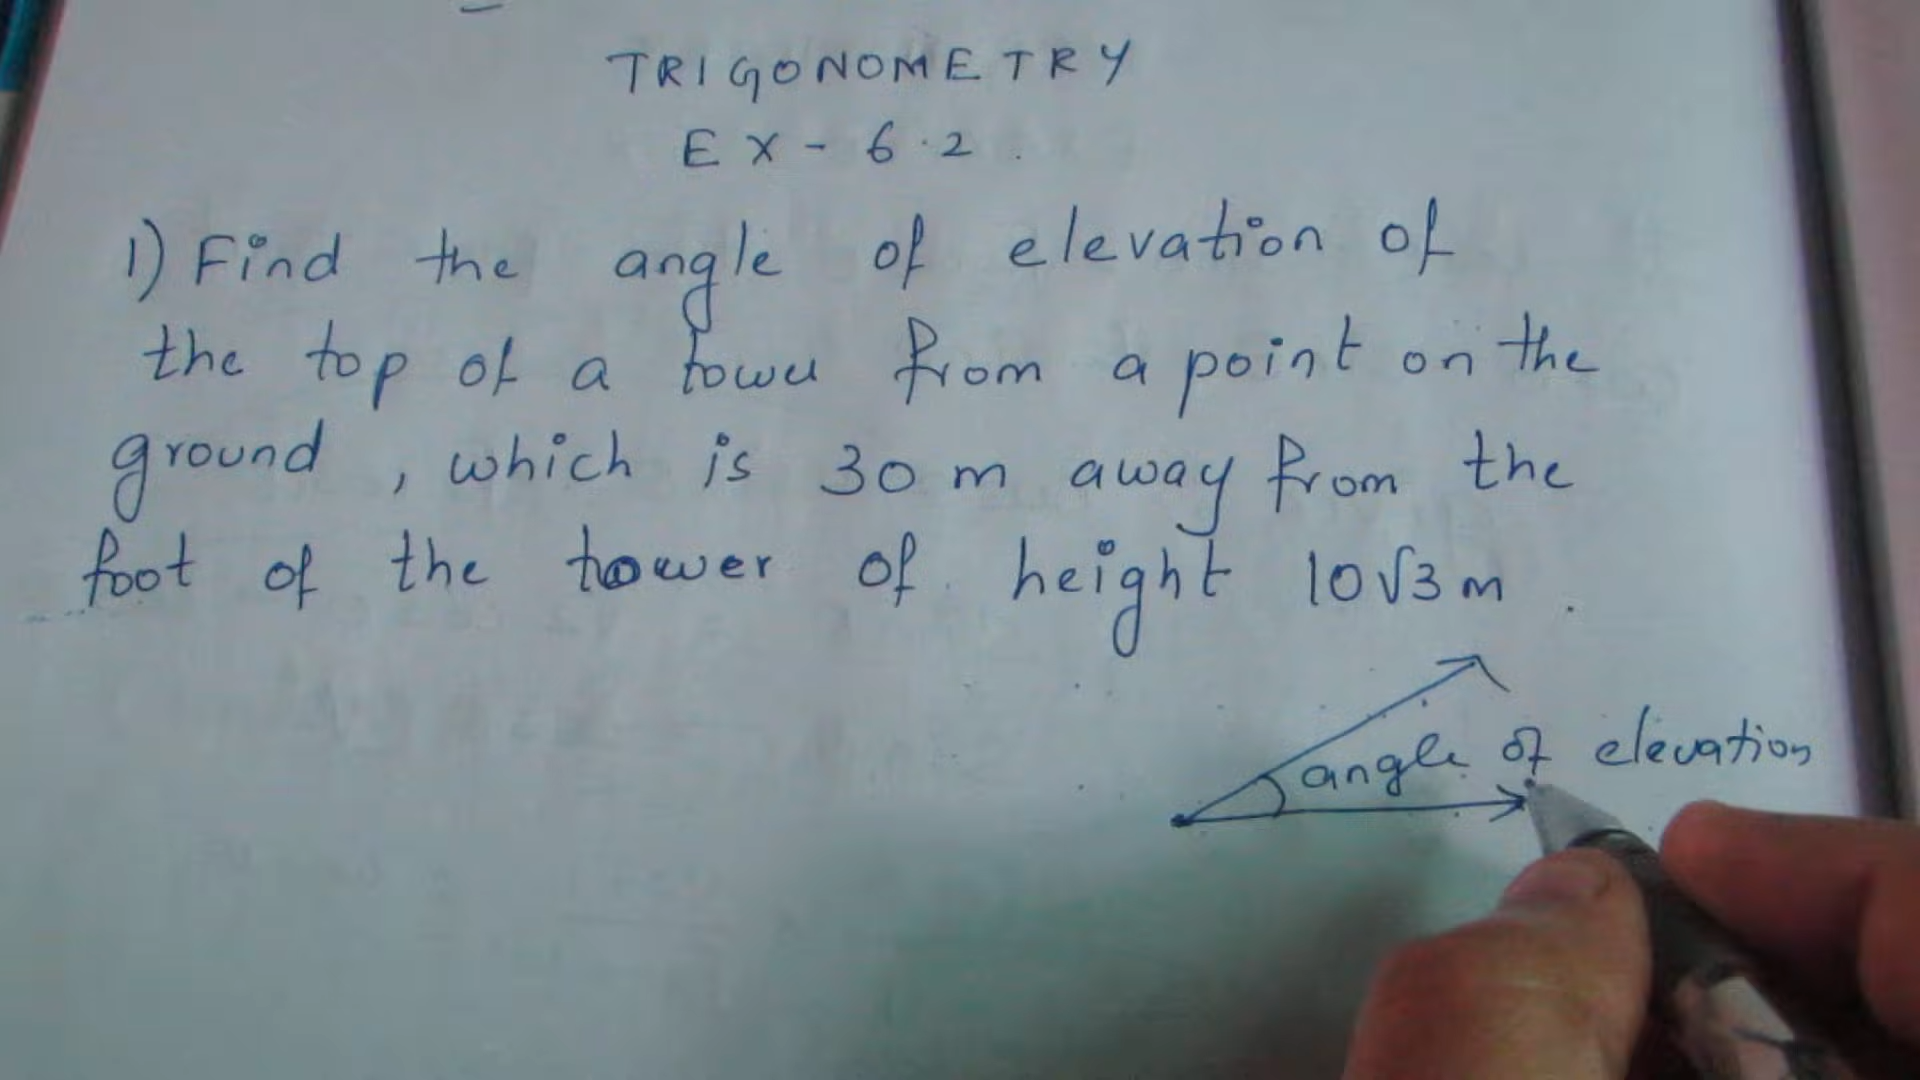 TRIGONOMETRY
EX - 6.2.
1) Find the angle of elevation of
the top of a tower from a point on the
ground, which is 30 m away from the
foot of the tower of height 10√3 m.
angle of elevation